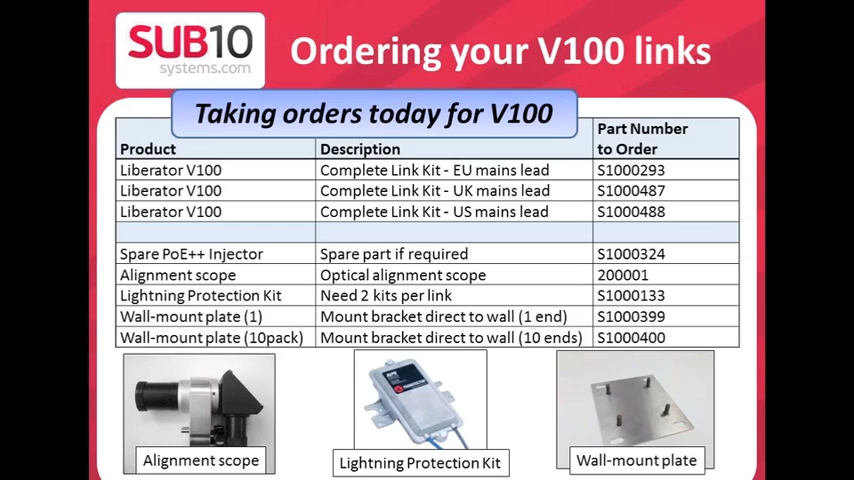 SUB10
systems.com
Ordering your V100 links
Taking orders today for V100
Product Description Part Number to Order
Liberator V100 Complete Link Kit - EU mains lead S1000293
Liberator V100 Complete Link Kit - UK mains lead S1000487
Liberator V100 Complete Link Kit - US mains lead S1000488
Spare PoE++ Injector Spare part if required S1000324
Alignment scope Optical alignment scope 200001
Lightning Protection Kit Need 2 kits per link S1000133
Wall-mount plate (1) Mount bracket direct to wall (1 end) S1000399
Wall-mount plate (10pack) Mount bracket direct to wall (10 ends) S1000400
Alignment scope
Lightning Protection Kit
Wall-mount plate